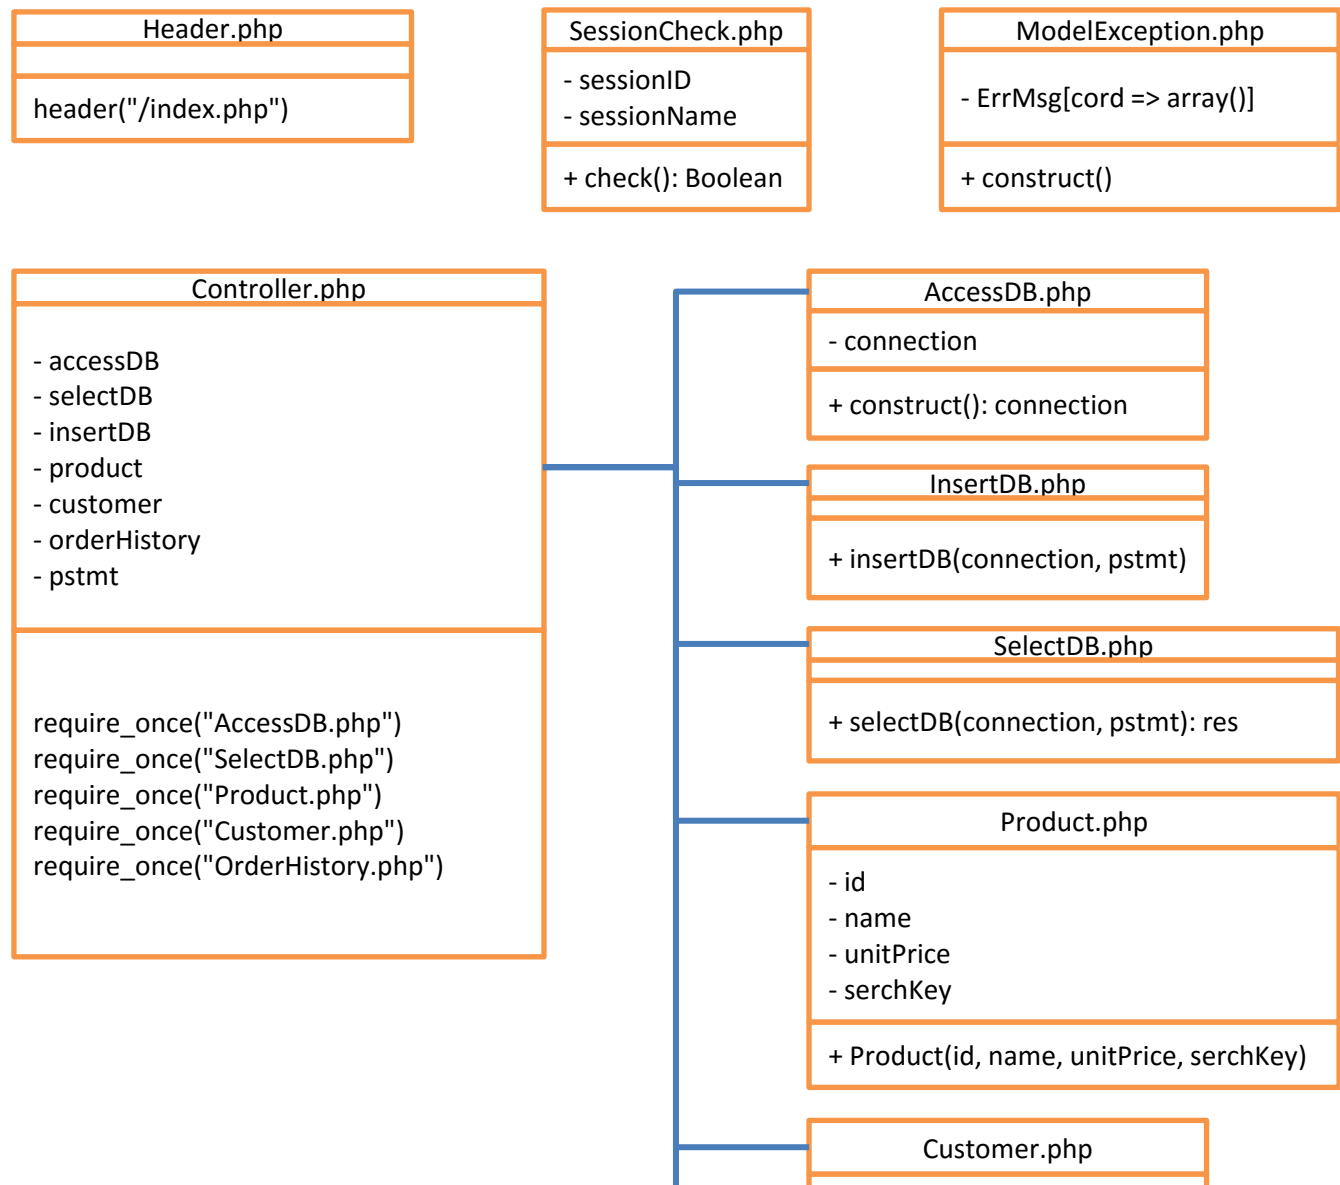 Header.php
header("/index.php")
SessionCheck.php
- sessionID
- sessionName
+ check(): Boolean
ModelException.php
- ErrMsg[cord => array()]
+ construct()
Controller.php
- accessDB
- selectDB
- insertDB
- product
- customer
- orderHistory
- pstmt
require_once("AccessDB.php")
require_once("SelectDB.php")
require_once("Product.php")
require_once("Customer.php")
require_once("OrderHistory.php")
AccessDB.php
- connection
+ construct(): connection
InsertDB.php
+ insertDB(connection, pstmt)
SelectDB.php
+ selectDB(connection, pstmt): res
Product.php
- id
- name
- unitPrice
- serchKey
+ Product(id, name, unitPrice, serchKey)
Customer.php